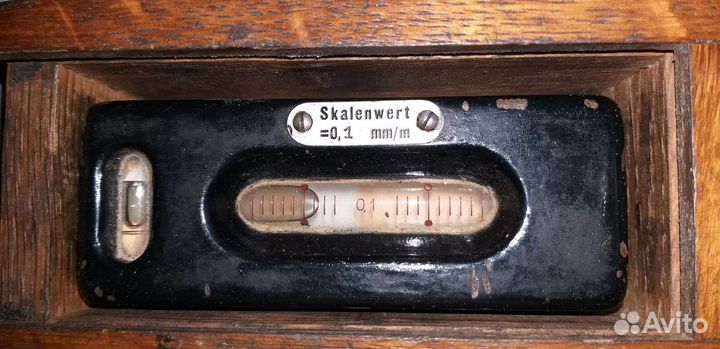 Skalenwert
=0,1 mm/m
0,1
Avito